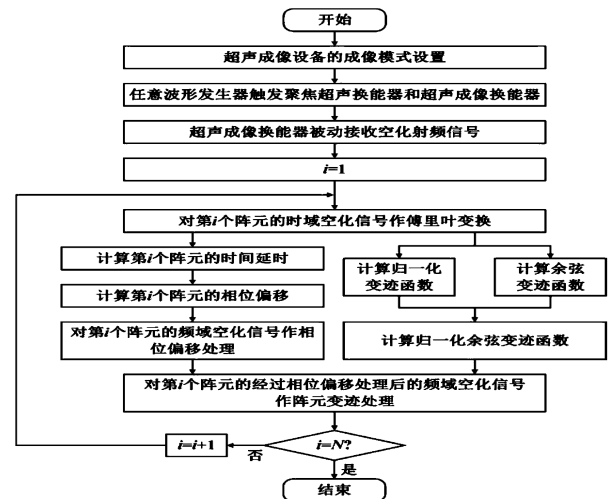 开始
超声成像设备的成像模式设置
任意波形发生器触发聚焦超声换能器和超声成像换能器
超声成像换能器被动接收空化射频信号
i=1
对第i个阵元的时域空化信号作傅里叶变换
计算第i个阵元的时间延时
计算第i个阵元的相位偏移
对第i个阵元的频域空化信号作相
位偏移处理
计算归一化
变迹函数
计算余弦
变迹函数
计算归一化余弦变迹函数
对第i个阵元的经过相位偏移处理后的频域空化信号
作阵元变迹处理
i=i+1
否
i=N?
是
结束